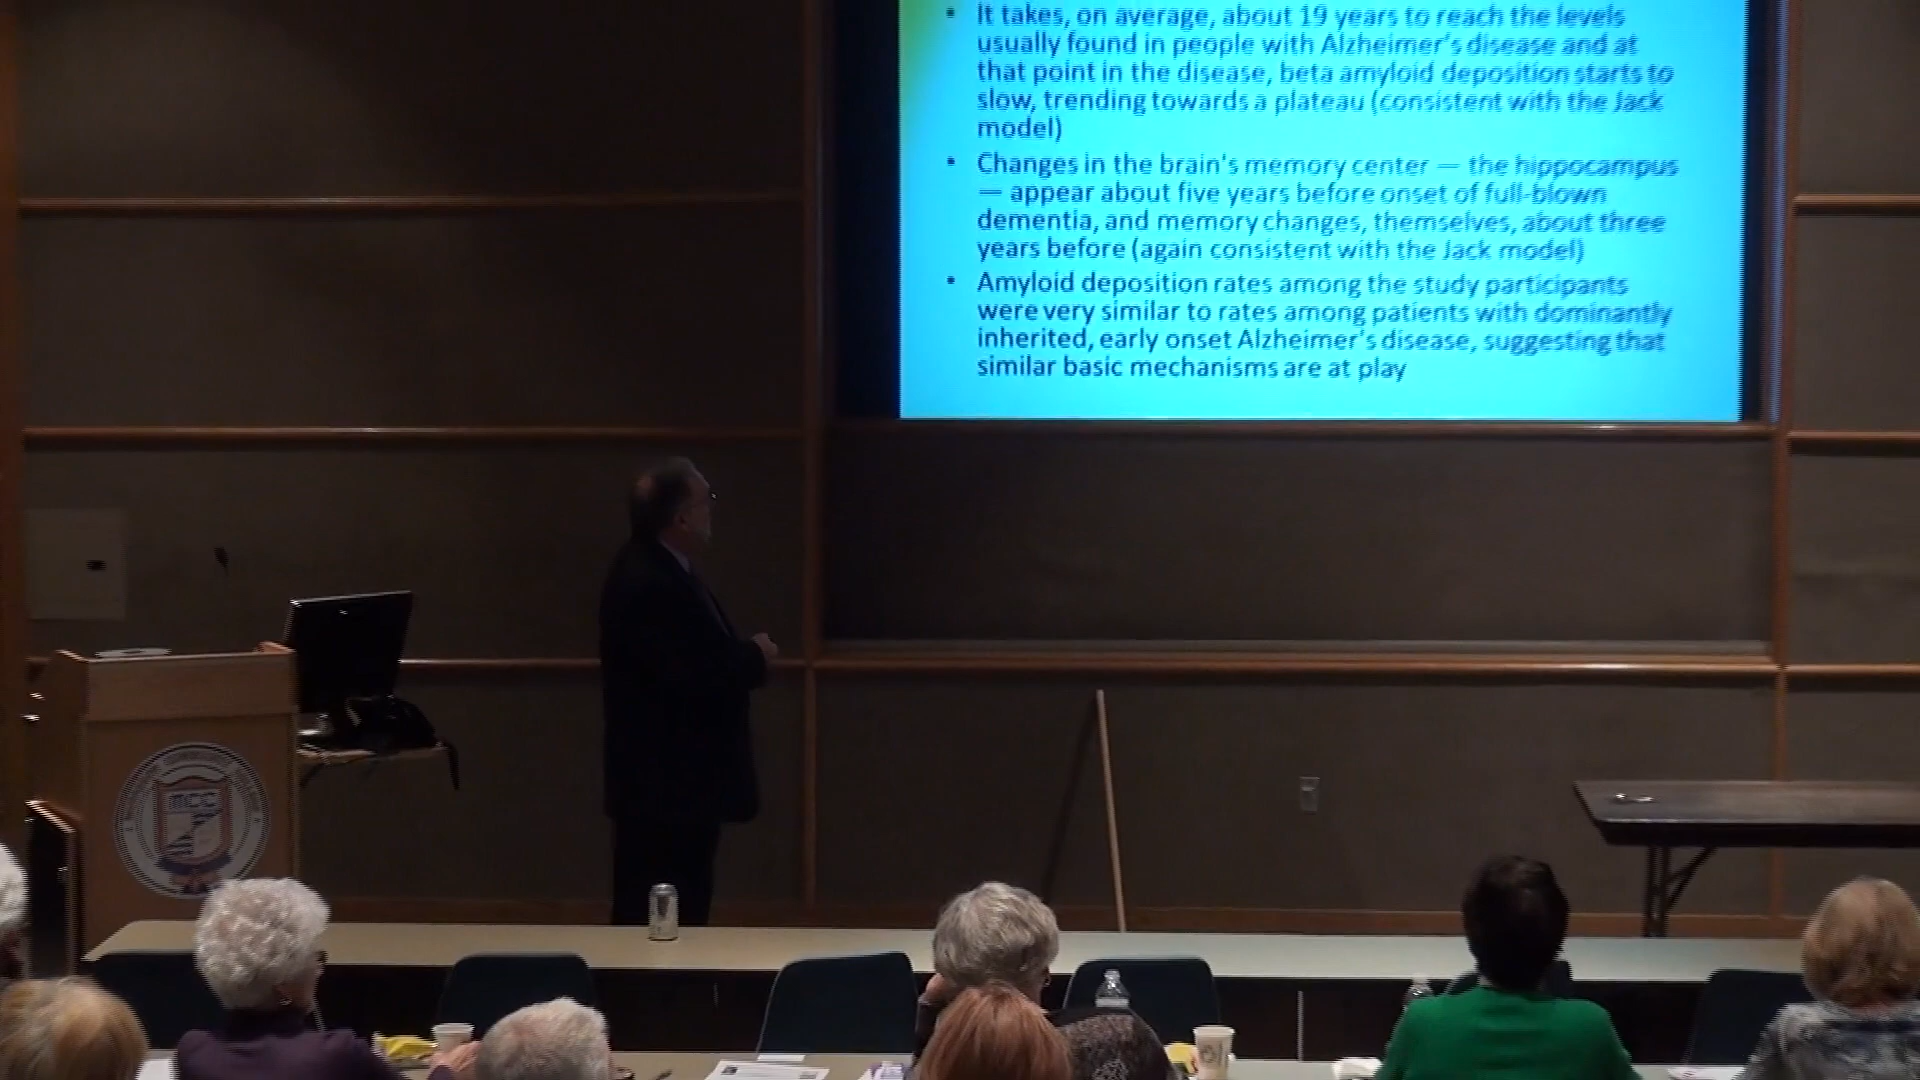 • It takes, on average, about 19 years to reach the levels
usually found in people with Alzheimer's disease and at
that point in the disease, beta amyloid deposition starts to
slow, trending towards a plateau (consistent with the Jack
model)
• Changes in the brain's memory center — the hippocampus
— appear about five years before onset of full-blown
dementia, and memory changes, themselves, about three
years before (again consistent with the Jack model)
• Amyloid deposition rates among the study participants
were very similar to rates among patients with dominantly
inherited, early onset Alzheimer's disease, suggesting that
similar basic mechanisms are at play
MCC